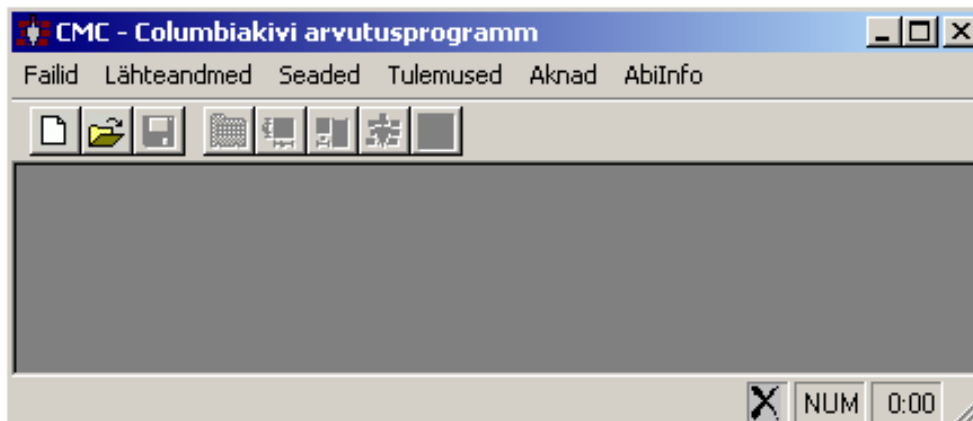 CMC - Columbiakivi arvutusprogramm
Failid Lähteandmed Seaded Tulemused Aknad AbiInfo
NUM 0:00